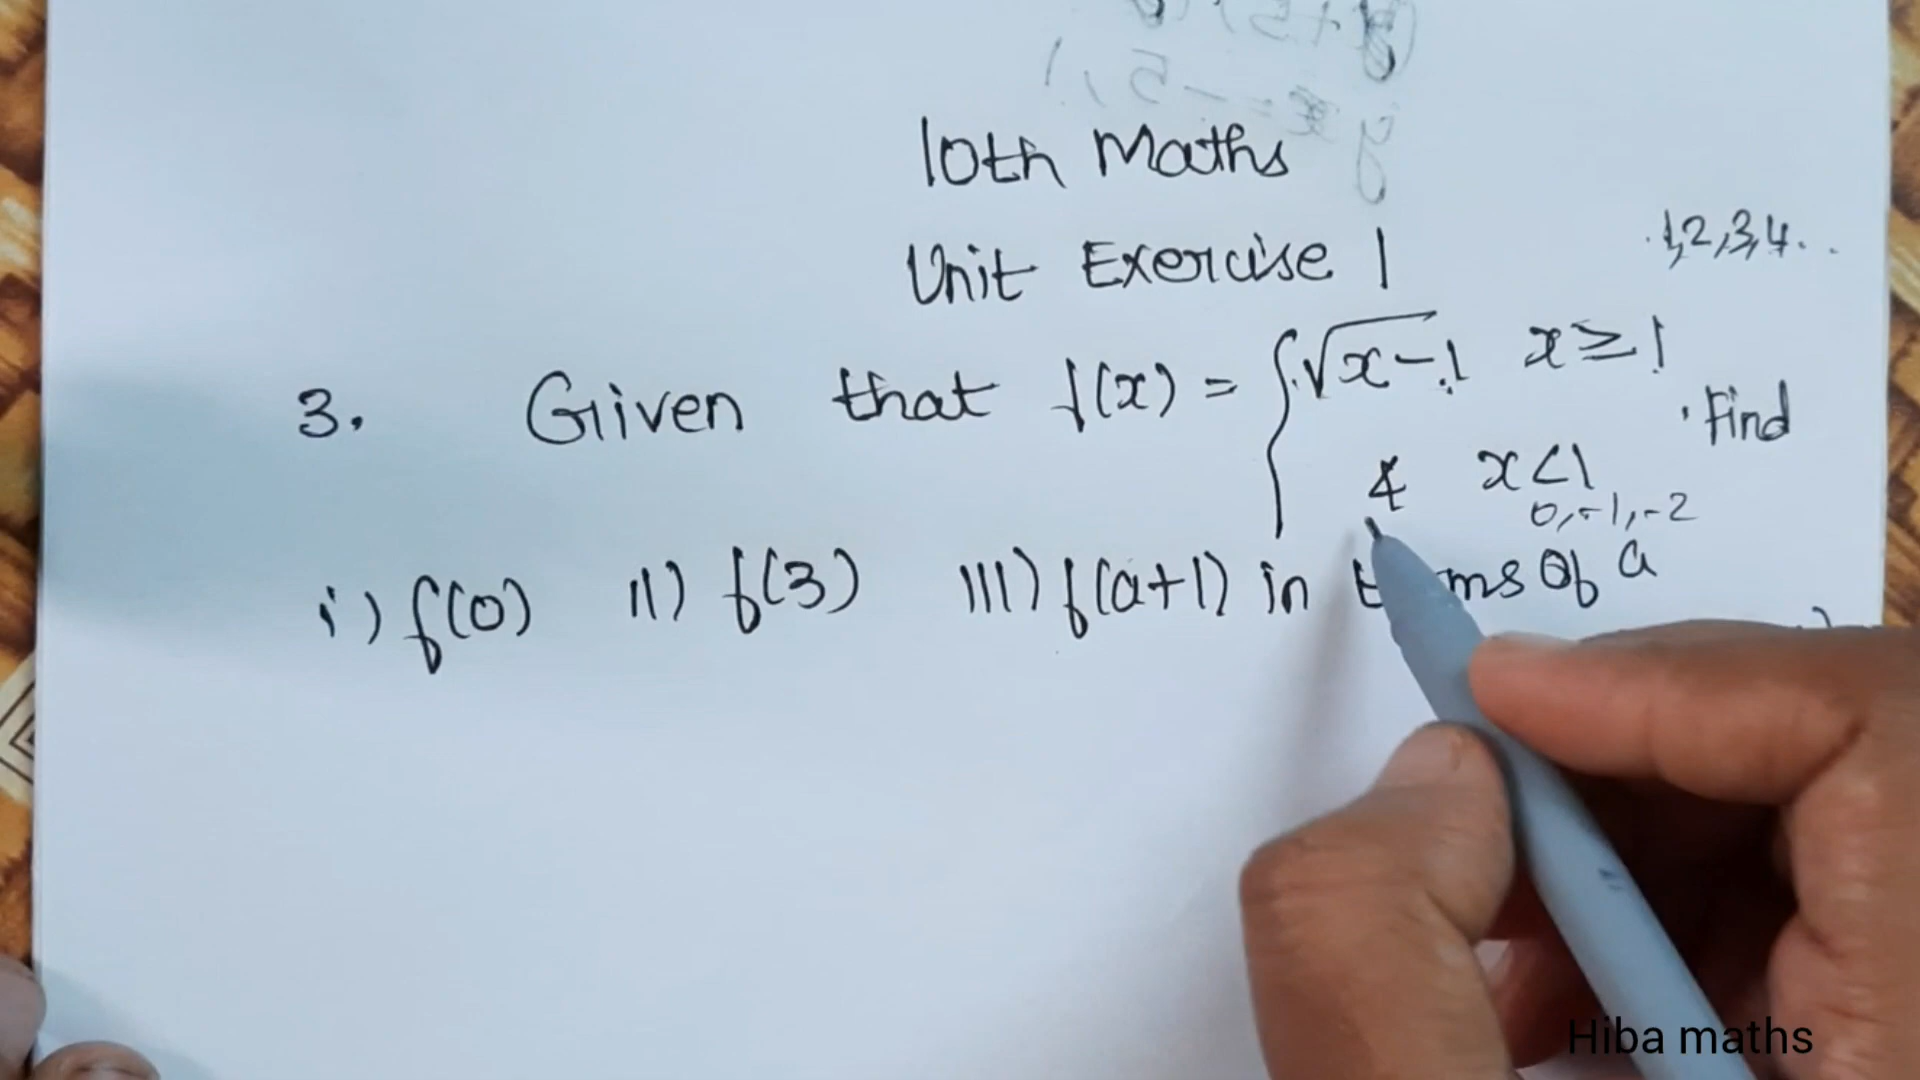 10th Maths
Unit Exercise 1
1,2,3,4..
3. Given that f(x) = { √x-1 x≥1
4 x<1 . Find
0,-1,-2
i) f(0) ii) f(3) iii) f(a+1) in of a
Hiba maths